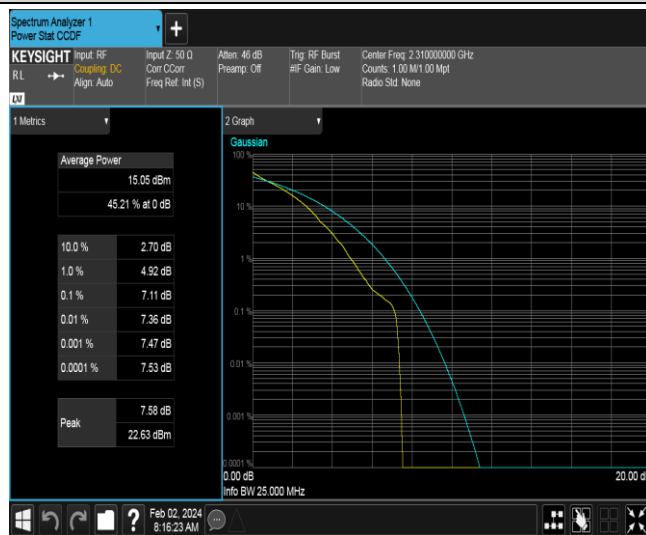 Spectrum Analyzer 1
Power Stat CCDF
+
KEYSIGHT
RL
LXI
Input: RF
Coupling: DC
Align: Auto
Input Z: 50 Ω
Corr CCorr
Freq Ref: Int (S)
Atten: 46 dB
Preamp: Off
Trig: RF Burst
#IF Gain: Low
Center Freq: 2.310000000 GHz
Counts: 1.00 M/1.00 Mpt
Radio Std: None
1 Metrics
Average Power
15.05 dBm
45.21 % at 0 dB
10.0 % 2.70 dB
1.0 % 4.92 dB
0.1 % 7.11 dB
0.01 % 7.36 dB
0.001 % 7.47 dB
0.0001 % 7.53 dB
Peak
7.58 dB
22.63 dBm
2 Graph
Gaussian
100 %
10 %
1 %
0.1 %
0.01 %
0.001 %
0.0001 %
0.00 dB
20.00 d
Info BW 25.000 MHz
?
Feb 02, 2024
8:16:23 AM